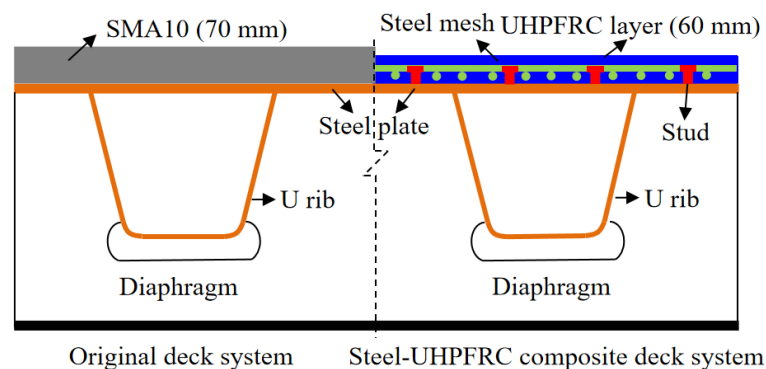 SMA10 (70 mm)
Steel mesh
UHPFRC layer (60 mm)
Steel plate
Stud
U rib
U rib
Diaphragm
Diaphragm
Original deck system
Steel-UHPFRC composite deck system